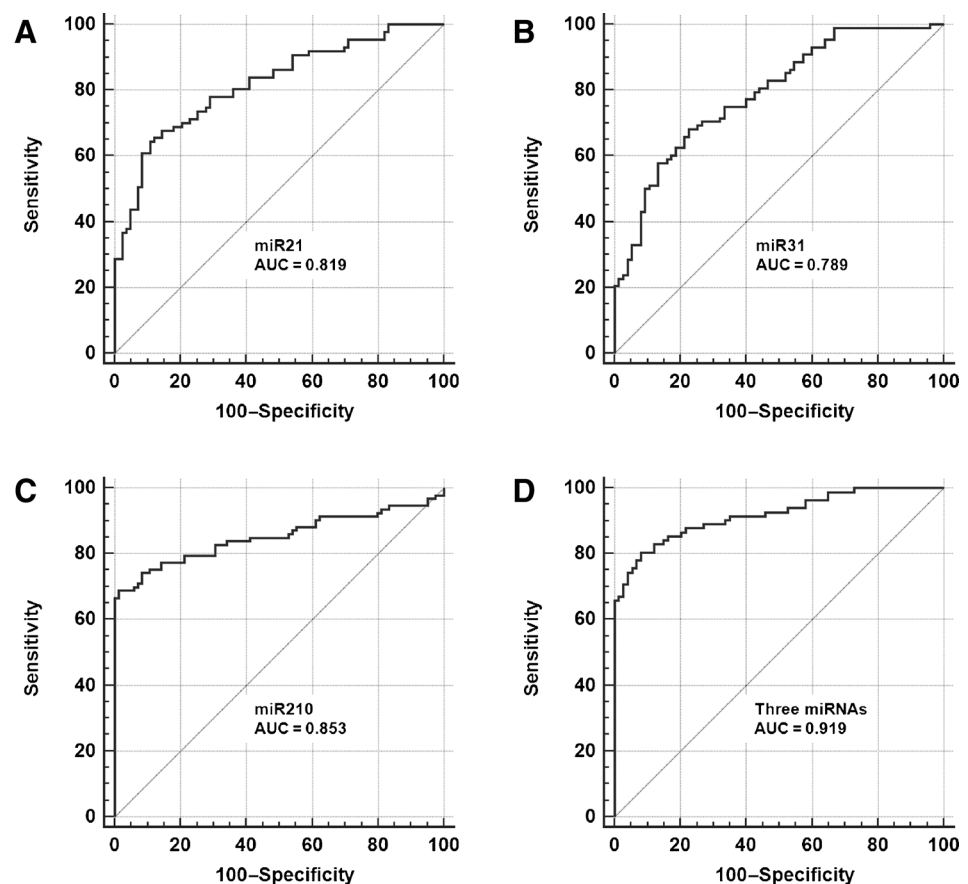 A
100
80
60
40
20
0
Sensitivity
miR21
AUC = 0.819
0 20 40 60 80 100
100–Specificity
B
100
80
60
40
20
0
Sensitivity
miR31
AUC = 0.789
0 20 40 60 80 100
100–Specificity
C
100
80
60
40
20
0
Sensitivity
miR210
AUC = 0.853
0 20 40 60 80 100
100–Specificity
D
100
80
60
40
20
0
Sensitivity
Three miRNAs
AUC = 0.919
0 20 40 60 80 100
100–Specificity